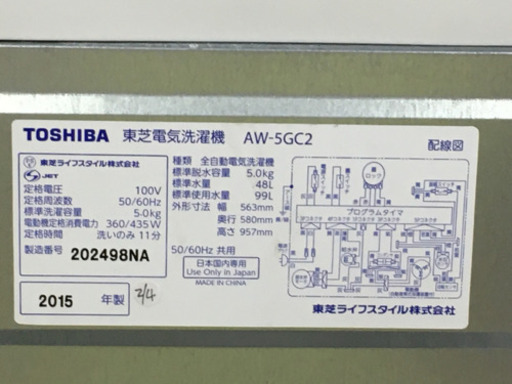 TOSHIBA 東芝電気洗濯機 AW-5GC2
配線図
東芝ライフスタイル株式会社
JET
定格電圧 100V
定格周波数 50/60Hz
標準洗濯容量 5.0kg
電動機定格消費電力 360/435W
定格時間 洗いのみ11分
製造番号 202498NA
2015 年製 2/4
種類 全自動電気洗濯機
標準脱水容量 5.0kg
標準水量 48L
標準使用水量 99L
外形寸法 幅 563mm
奥行 580mm
高さ 957mm
50/60Hz 共用
日本国内専用
Use Only in Japan
MADE IN CHINA
ロック
プログラムタイマ
東芝ライフスタイル株式会社